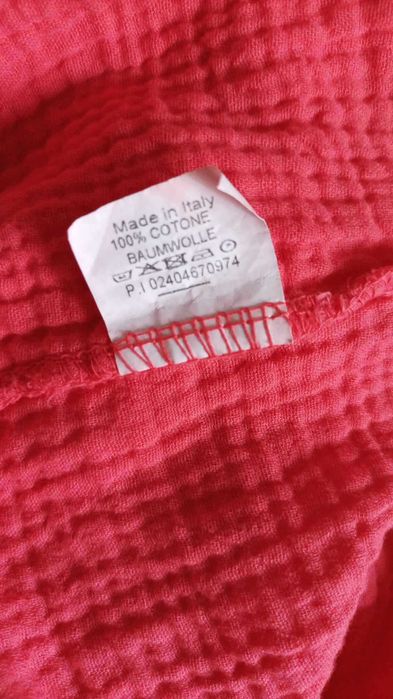 Made in Italy
100% COTONE
BAUMWOLLE
P.I 02404670974